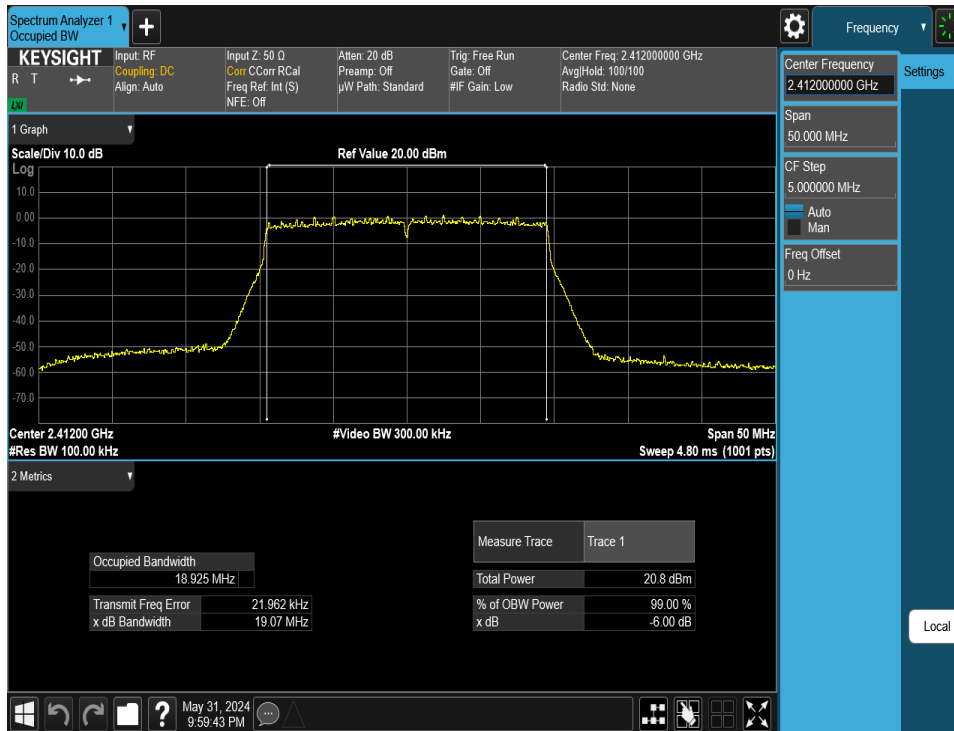 Spectrum Analyzer 1
Occupied BW
+
Frequency
KEYSIGHT
R T
LXI
Input: RF
Coupling: DC
Align: Auto
Input Z: 50 Ω
Corr CCorr RCal
Freq Ref: Int (S)
NFE: Off
Atten: 20 dB
Preamp: Off
µW Path: Standard
Trig: Free Run
Gate: Off
#IF Gain: Low
Center Freq: 2.412000000 GHz
Avg|Hold: 100/100
Radio Std: None
Center Frequency
2.412000000 GHz
Settings
Span
50.000 MHz
CF Step
5.000000 MHz
Auto
Man
Freq Offset
0 Hz
1 Graph
Scale/Div 10.0 dB
Ref Value 20.00 dBm
Log
10.0
0.00
-10.0
-20.0
-30.0
-40.0
-50.0
-60.0
-70.0
Center 2.41200 GHz
#Video BW 300.00 kHz
Span 50 MHz
#Res BW 100.00 kHz
Sweep 4.80 ms (1001 pts)
2 Metrics
Measure Trace Trace 1
Occupied Bandwidth
18.925 MHz
Total Power 20.8 dBm
Transmit Freq Error 21.962 kHz
% of OBW Power 99.00 %
x dB Bandwidth 19.07 MHz
x dB -6.00 dB
Local
?
May 31, 2024
9:59:43 PM